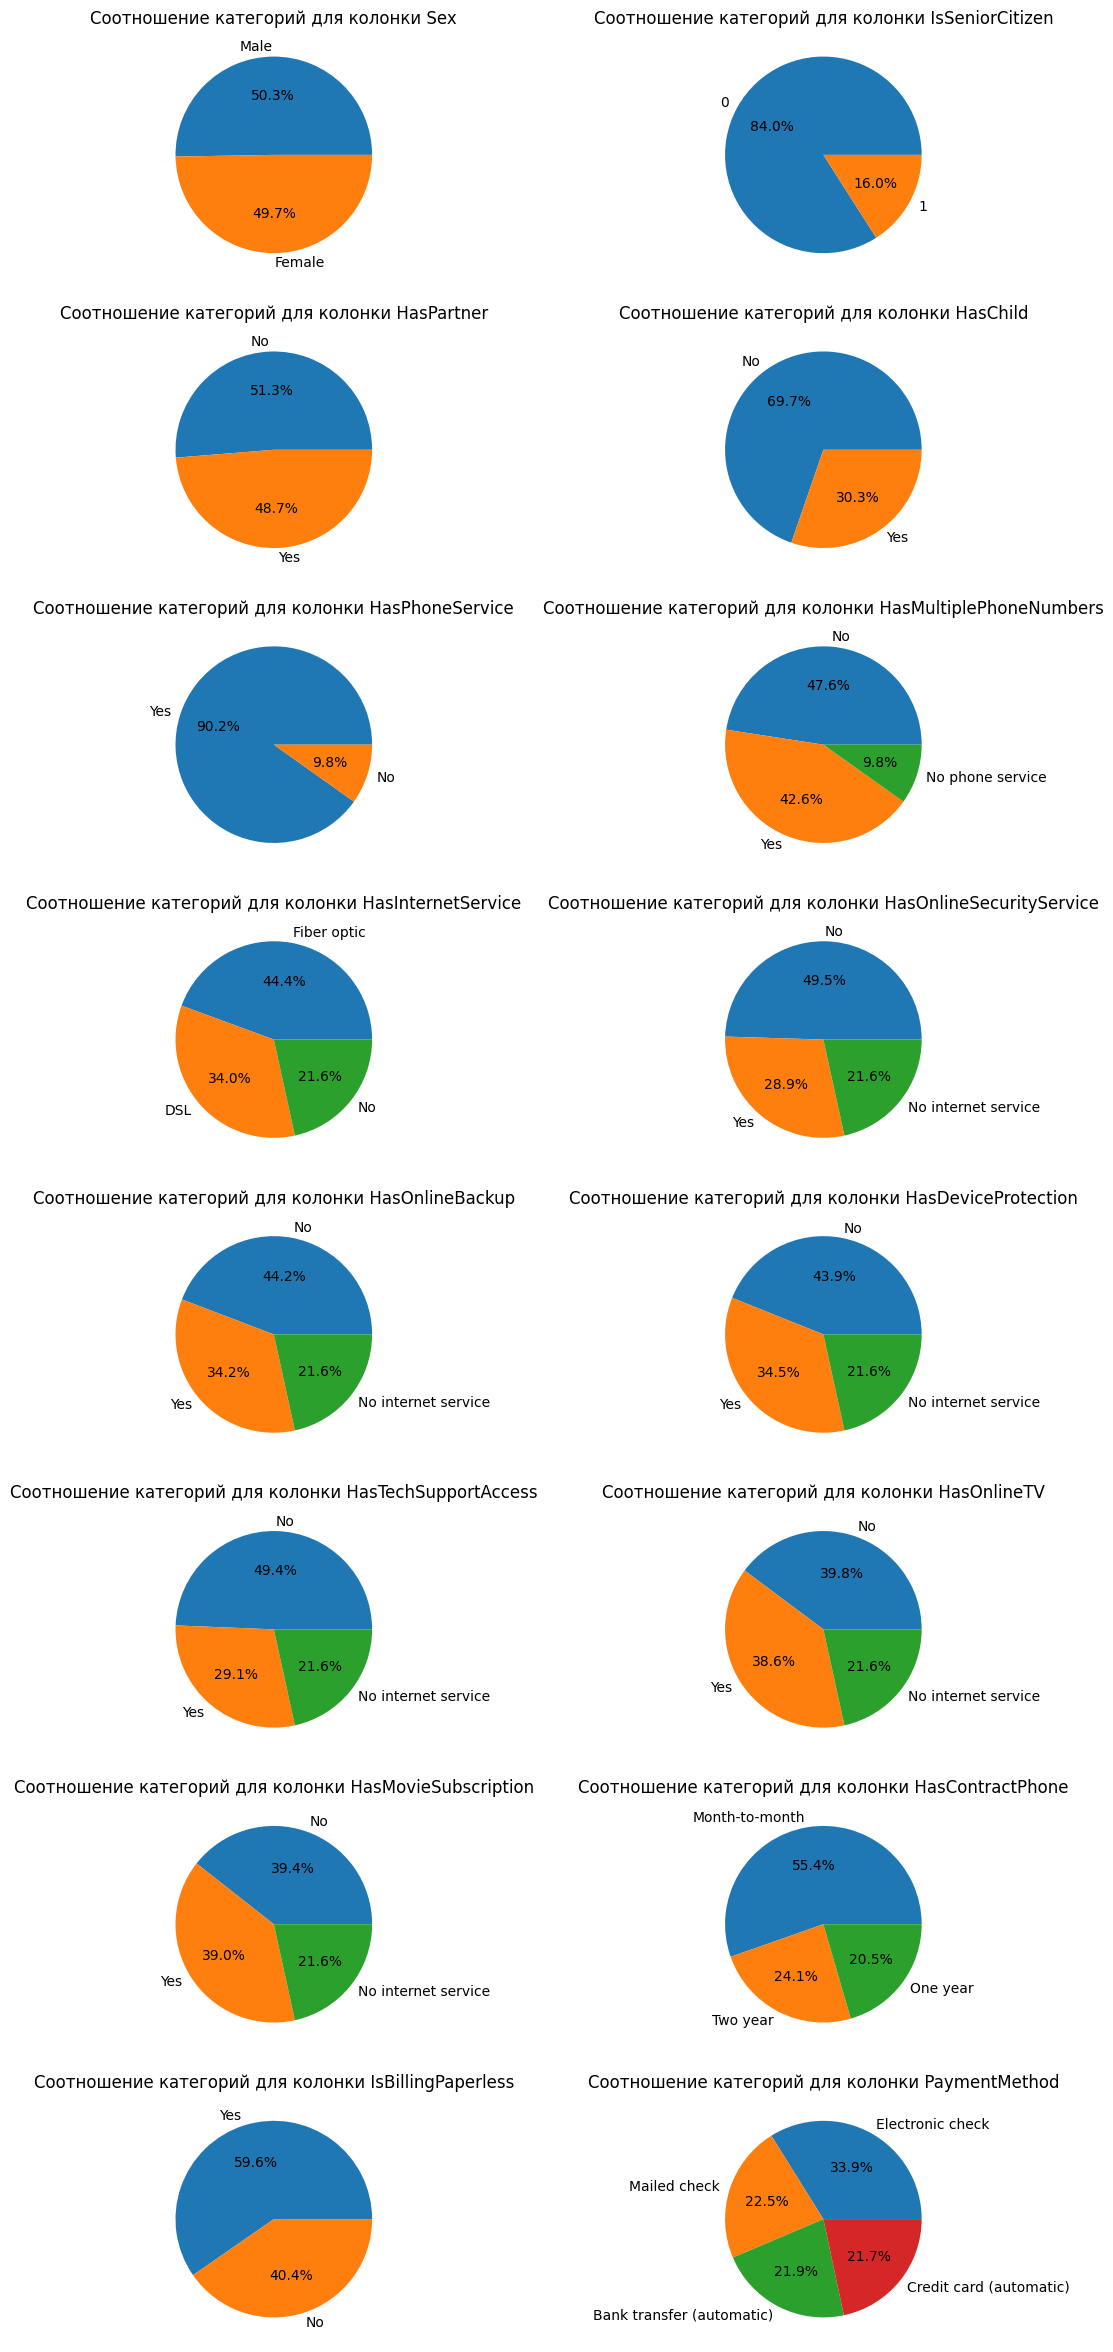 Соотношение категорий для колонки Sex
Male
50.3%
49.7%
Female
Соотношение категорий для колонки IsSeniorCitizen
0
84.0%
16.0%
1
Соотношение категорий для колонки HasPartner
No
51.3%
48.7%
Yes
Соотношение категорий для колонки HasChild
No
69.7%
30.3%
Yes
Соотношение категорий для колонки HasPhoneService
Yes
90.2%
9.8%
No
Соотношение категорий для колонки HasMultiplePhoneNumbers
No
47.6%
9.8%
No phone service
42.6%
Yes
Соотношение категорий для колонки HasInternetService
Fiber optic
44.4%
34.0%
21.6%
DSL
No
Соотношение категорий для колонки HasOnlineSecurityService
No
49.5%
28.9%
21.6%
Yes
No internet service
Соотношение категорий для колонки HasOnlineBackup
No
44.2%
34.2%
21.6%
Yes
No internet service
Соотношение категорий для колонки HasDeviceProtection
No
43.9%
34.5%
21.6%
Yes
No internet service
Соотношение категорий для колонки HasTechSupportAccess
No
49.4%
29.1%
21.6%
Yes
No internet service
Соотношение категорий для колонки HasOnlineTV
No
39.8%
38.6%
21.6%
Yes
No internet service
Соотношение категорий для колонки HasMovieSubscription
No
39.4%
39.0%
21.6%
Yes
No internet service
Соотношение категорий для колонки HasContractPhone
Month-to-month
55.4%
24.1%
20.5%
One year
Two year
Соотношение категорий для колонки IsBillingPaperless
Yes
59.6%
40.4%
No
Соотношение категорий для колонки PaymentMethod
Electronic check
33.9%
Mailed check
22.5%
21.9%
21.7%
Credit card (automatic)
Bank transfer (automatic)